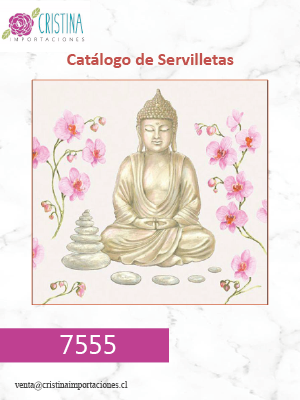 CRISTINA
IMPORTACIONES
Catálogo de Servilletas
7555
venta@cristinaimportaciones.cl